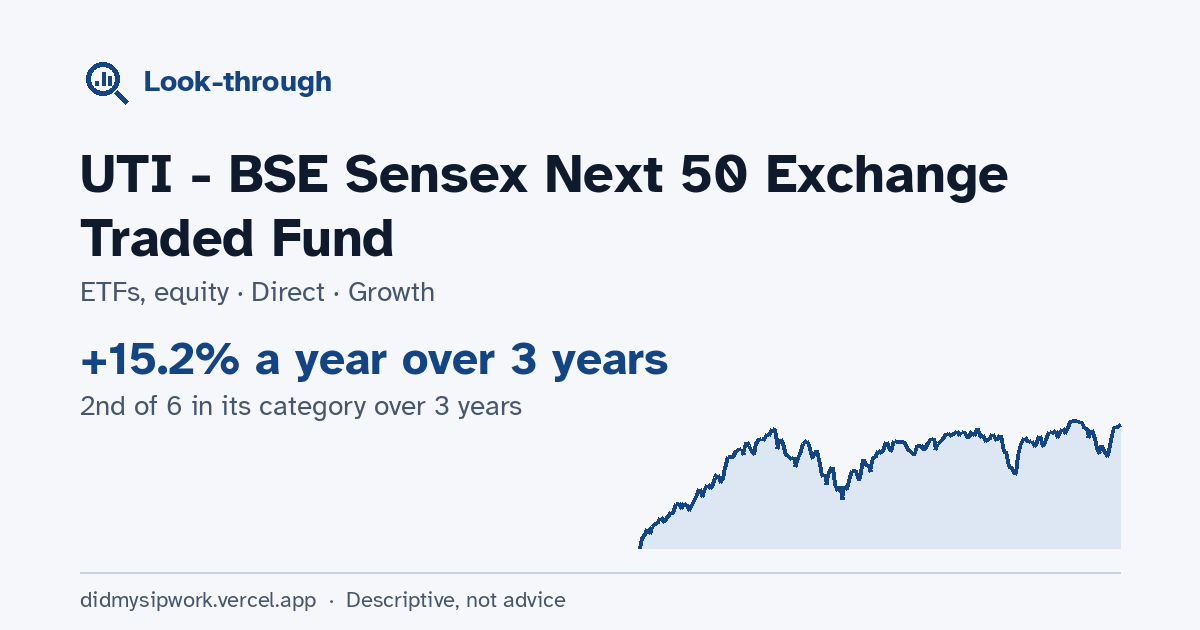 Look-through
UTI - BSE Sensex Next 50 Exchange
Traded Fund
ETFs, equity · Direct · Growth
+15.2% a year over 3 years
2nd of 6 in its category over 3 years
didmysipwork.vercel.app · Descriptive, not advice